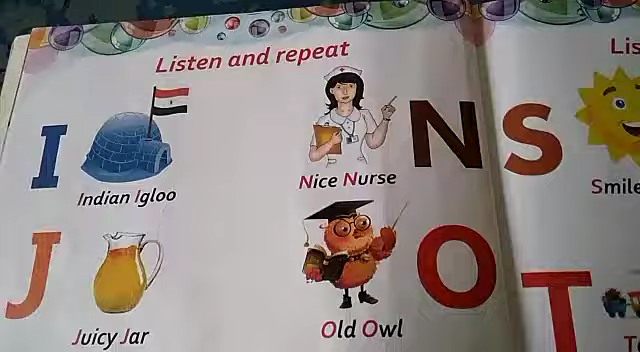 Listen and repeat
I
Indian Igloo
Nice Nurse
N
J
Juicy Jar
Old Owl
O
Lis
S
Smile
T
T